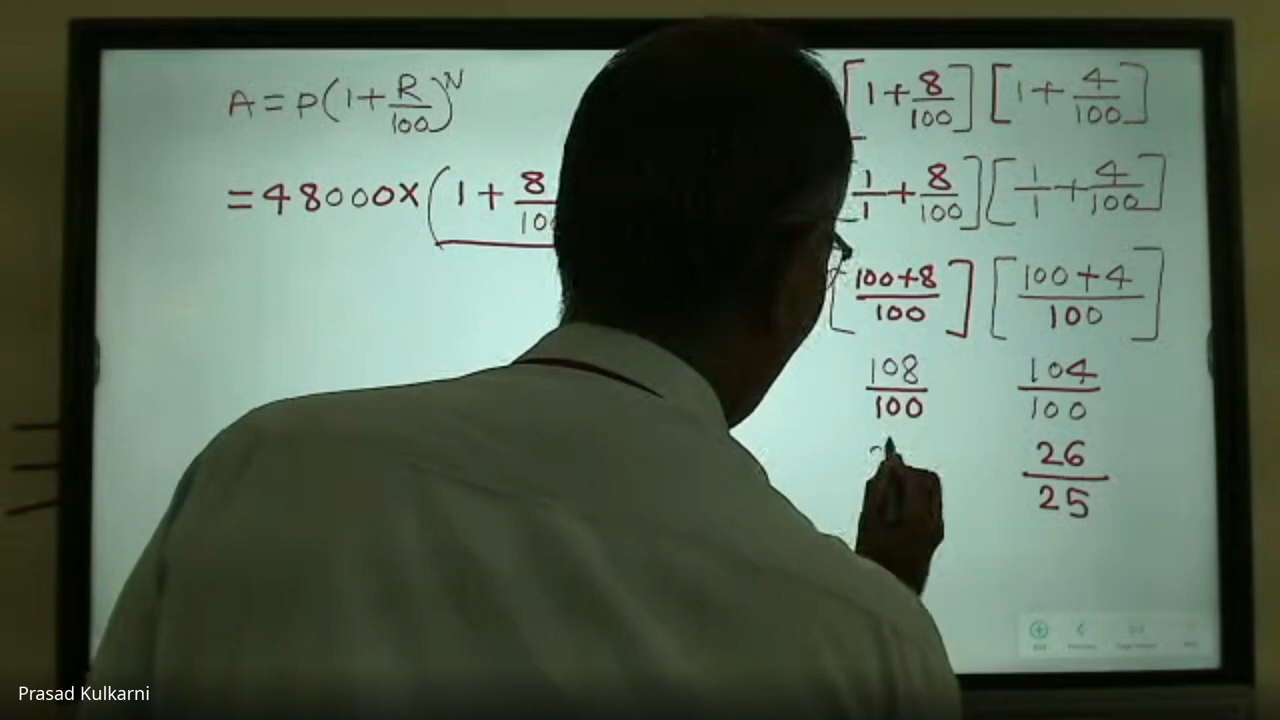 A = P(1+R/100)^N
= 48000 × (1 + 8/100
[1+8/100] [1+4/100]
1/1+8/100] [1/1+4/100]
[100+8/100] [100+4/100]
108/100 104/100
26/25
Prasad Kulkarni